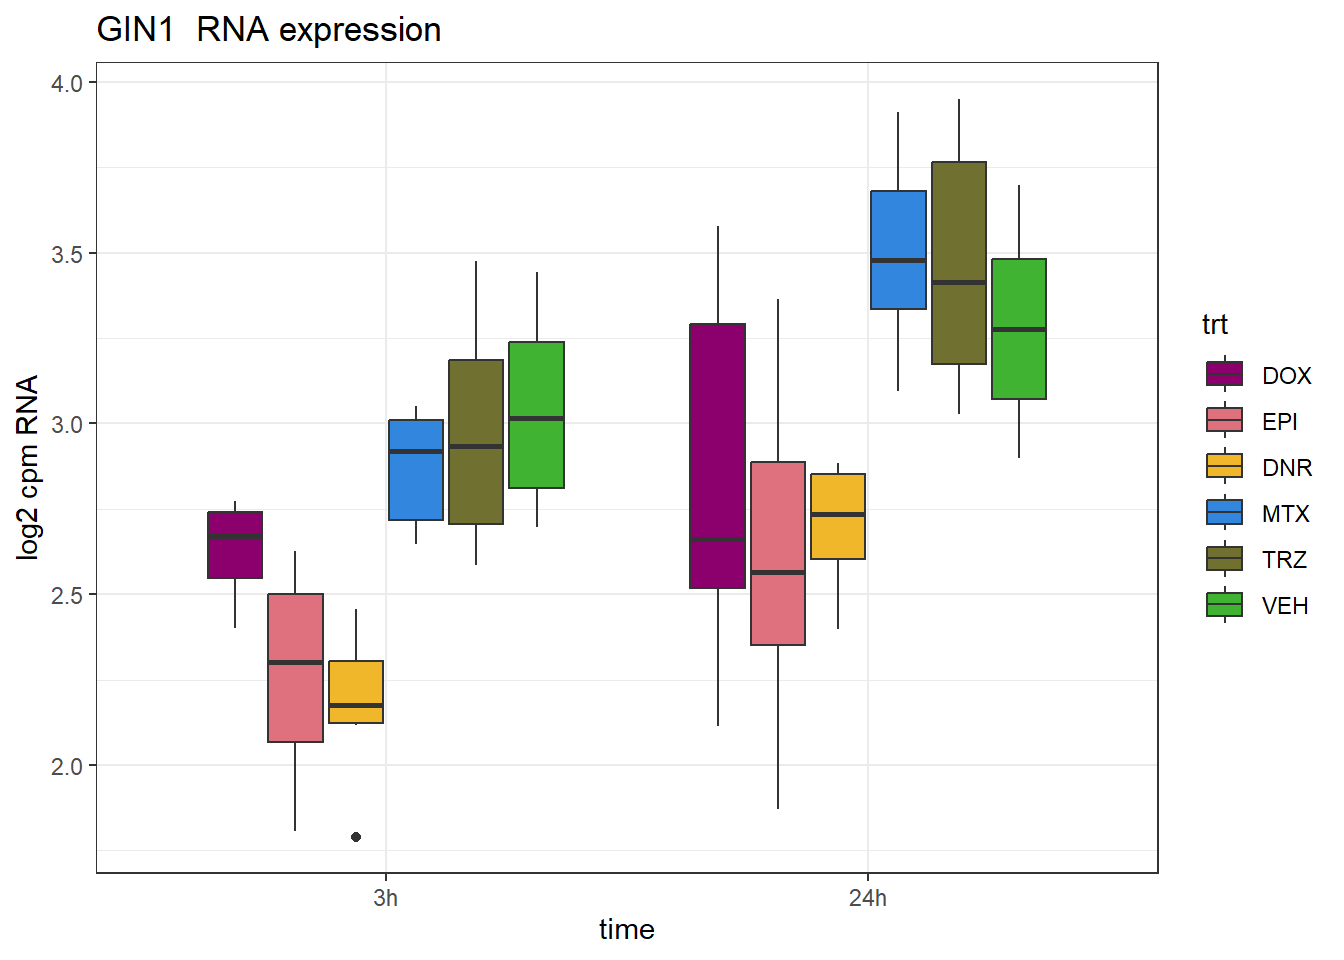 GIN1  RNA expression
4.0
3.5
3.0
2.5
2.0
log2 cpm RNA
3h
24h
time
trt
DOX
EPI
DNR
MTX
TRZ
VEH